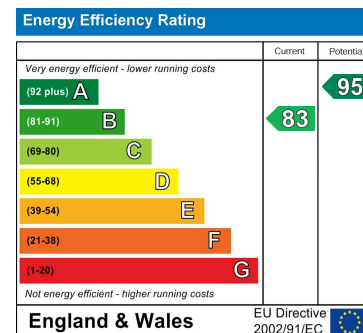 Energy Efficiency Rating
Current
Potential
Very energy efficient - lower running costs
(92 plus) A
95
(81-91) B
83
(69-80) C
(55-68) D
(39-54) E
(21-38) F
(1-20) G
Not energy efficient - higher running costs
England & Wales
EU Directive
2002/91/EC